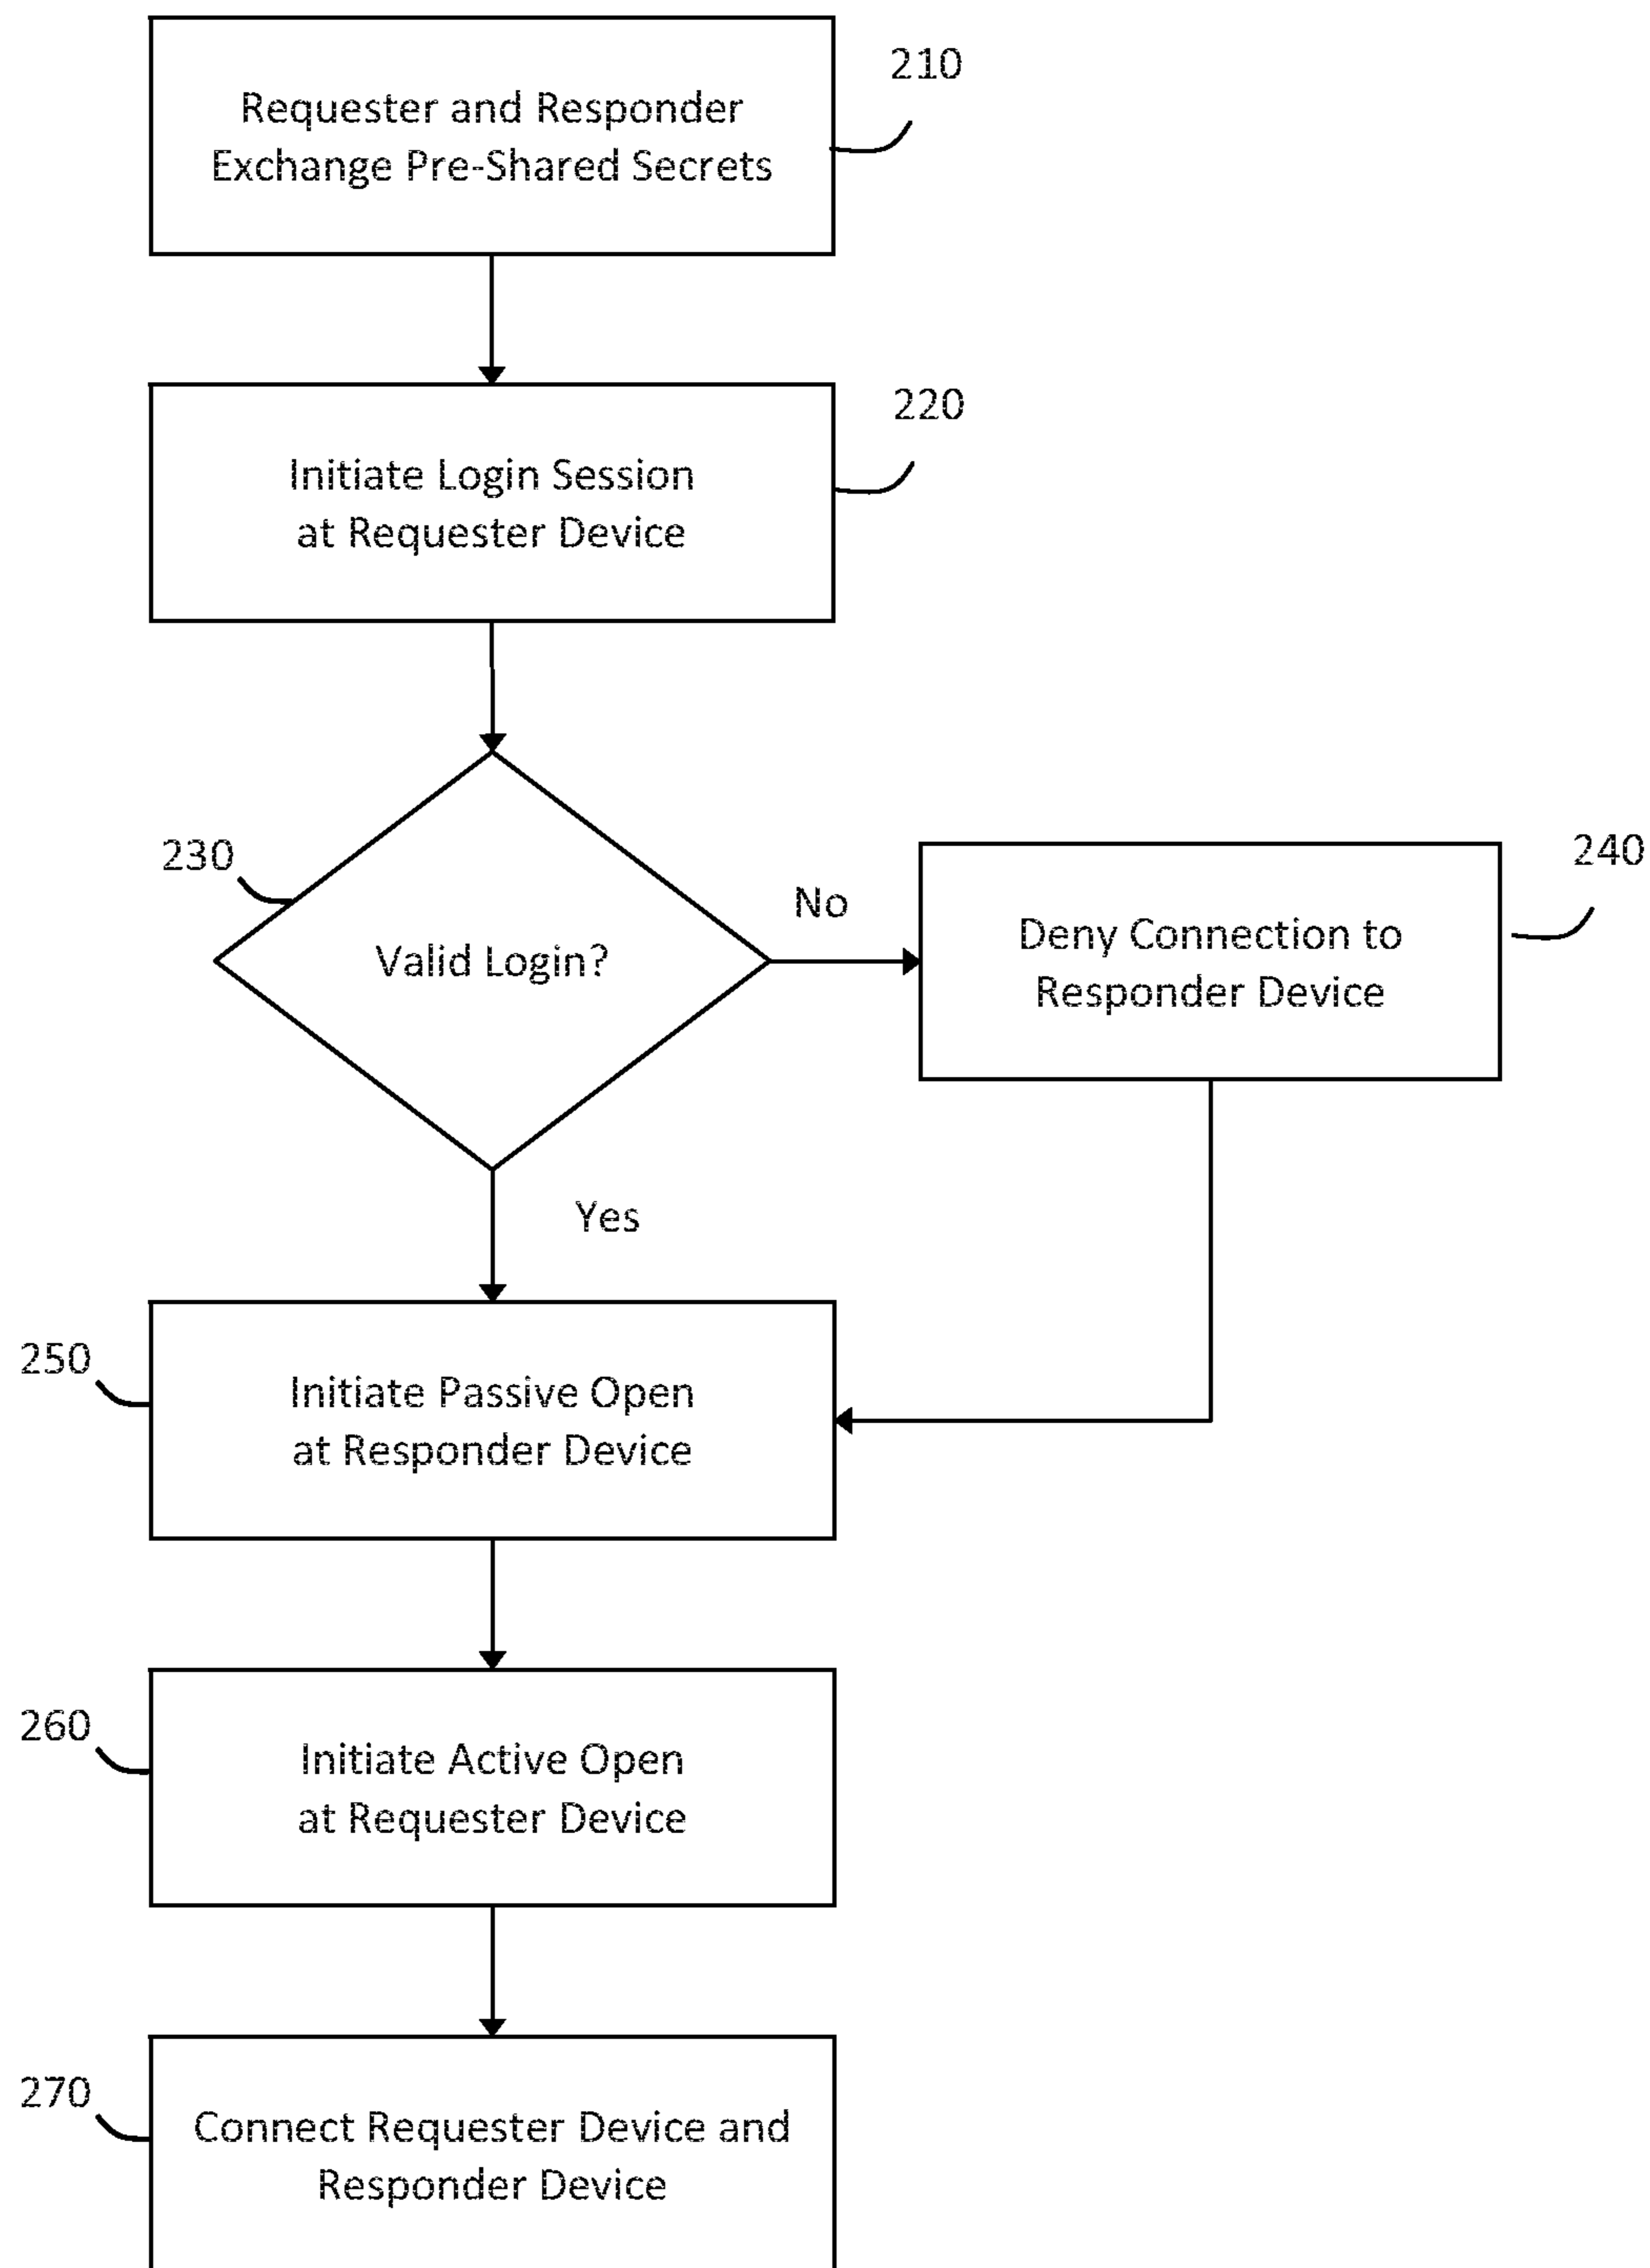 Requester and Responder
Exchange Pre-Shared Secrets
210
Initiate Login Session
at Requester Device
220
230
Valid Login?
No
Deny Connection to
Responder Device
240
Yes
250
Initiate Passive Open
at Responder Device
260
Initiate Active Open
at Requester Device
270
Connect Requester Device and
Responder Device